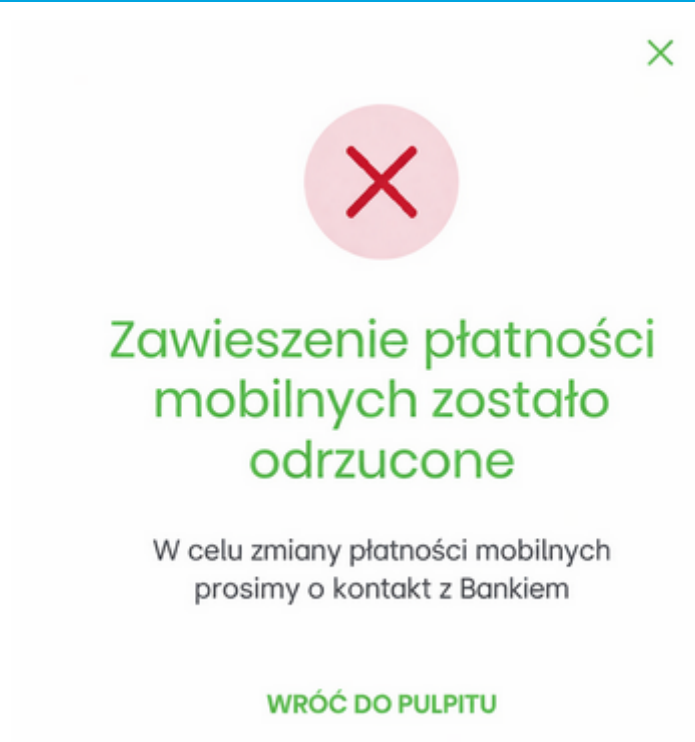 Zawieszenie płatności
mobilnych zostało
odrzucone
W celu zmiany płatności mobilnych
prosimy o kontakt z Bankiem
WRÓĆ DO PULPITU